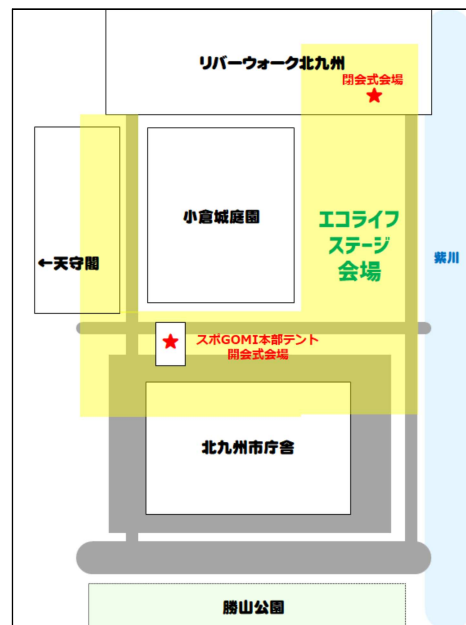 リバーウォーク北九州
閉会式会場
小倉城庭園
エコライフ
ステージ
会場
紫川
←天守閣
スポGOMI本部テント
開会式会場
北九州市庁舎
勝山公園